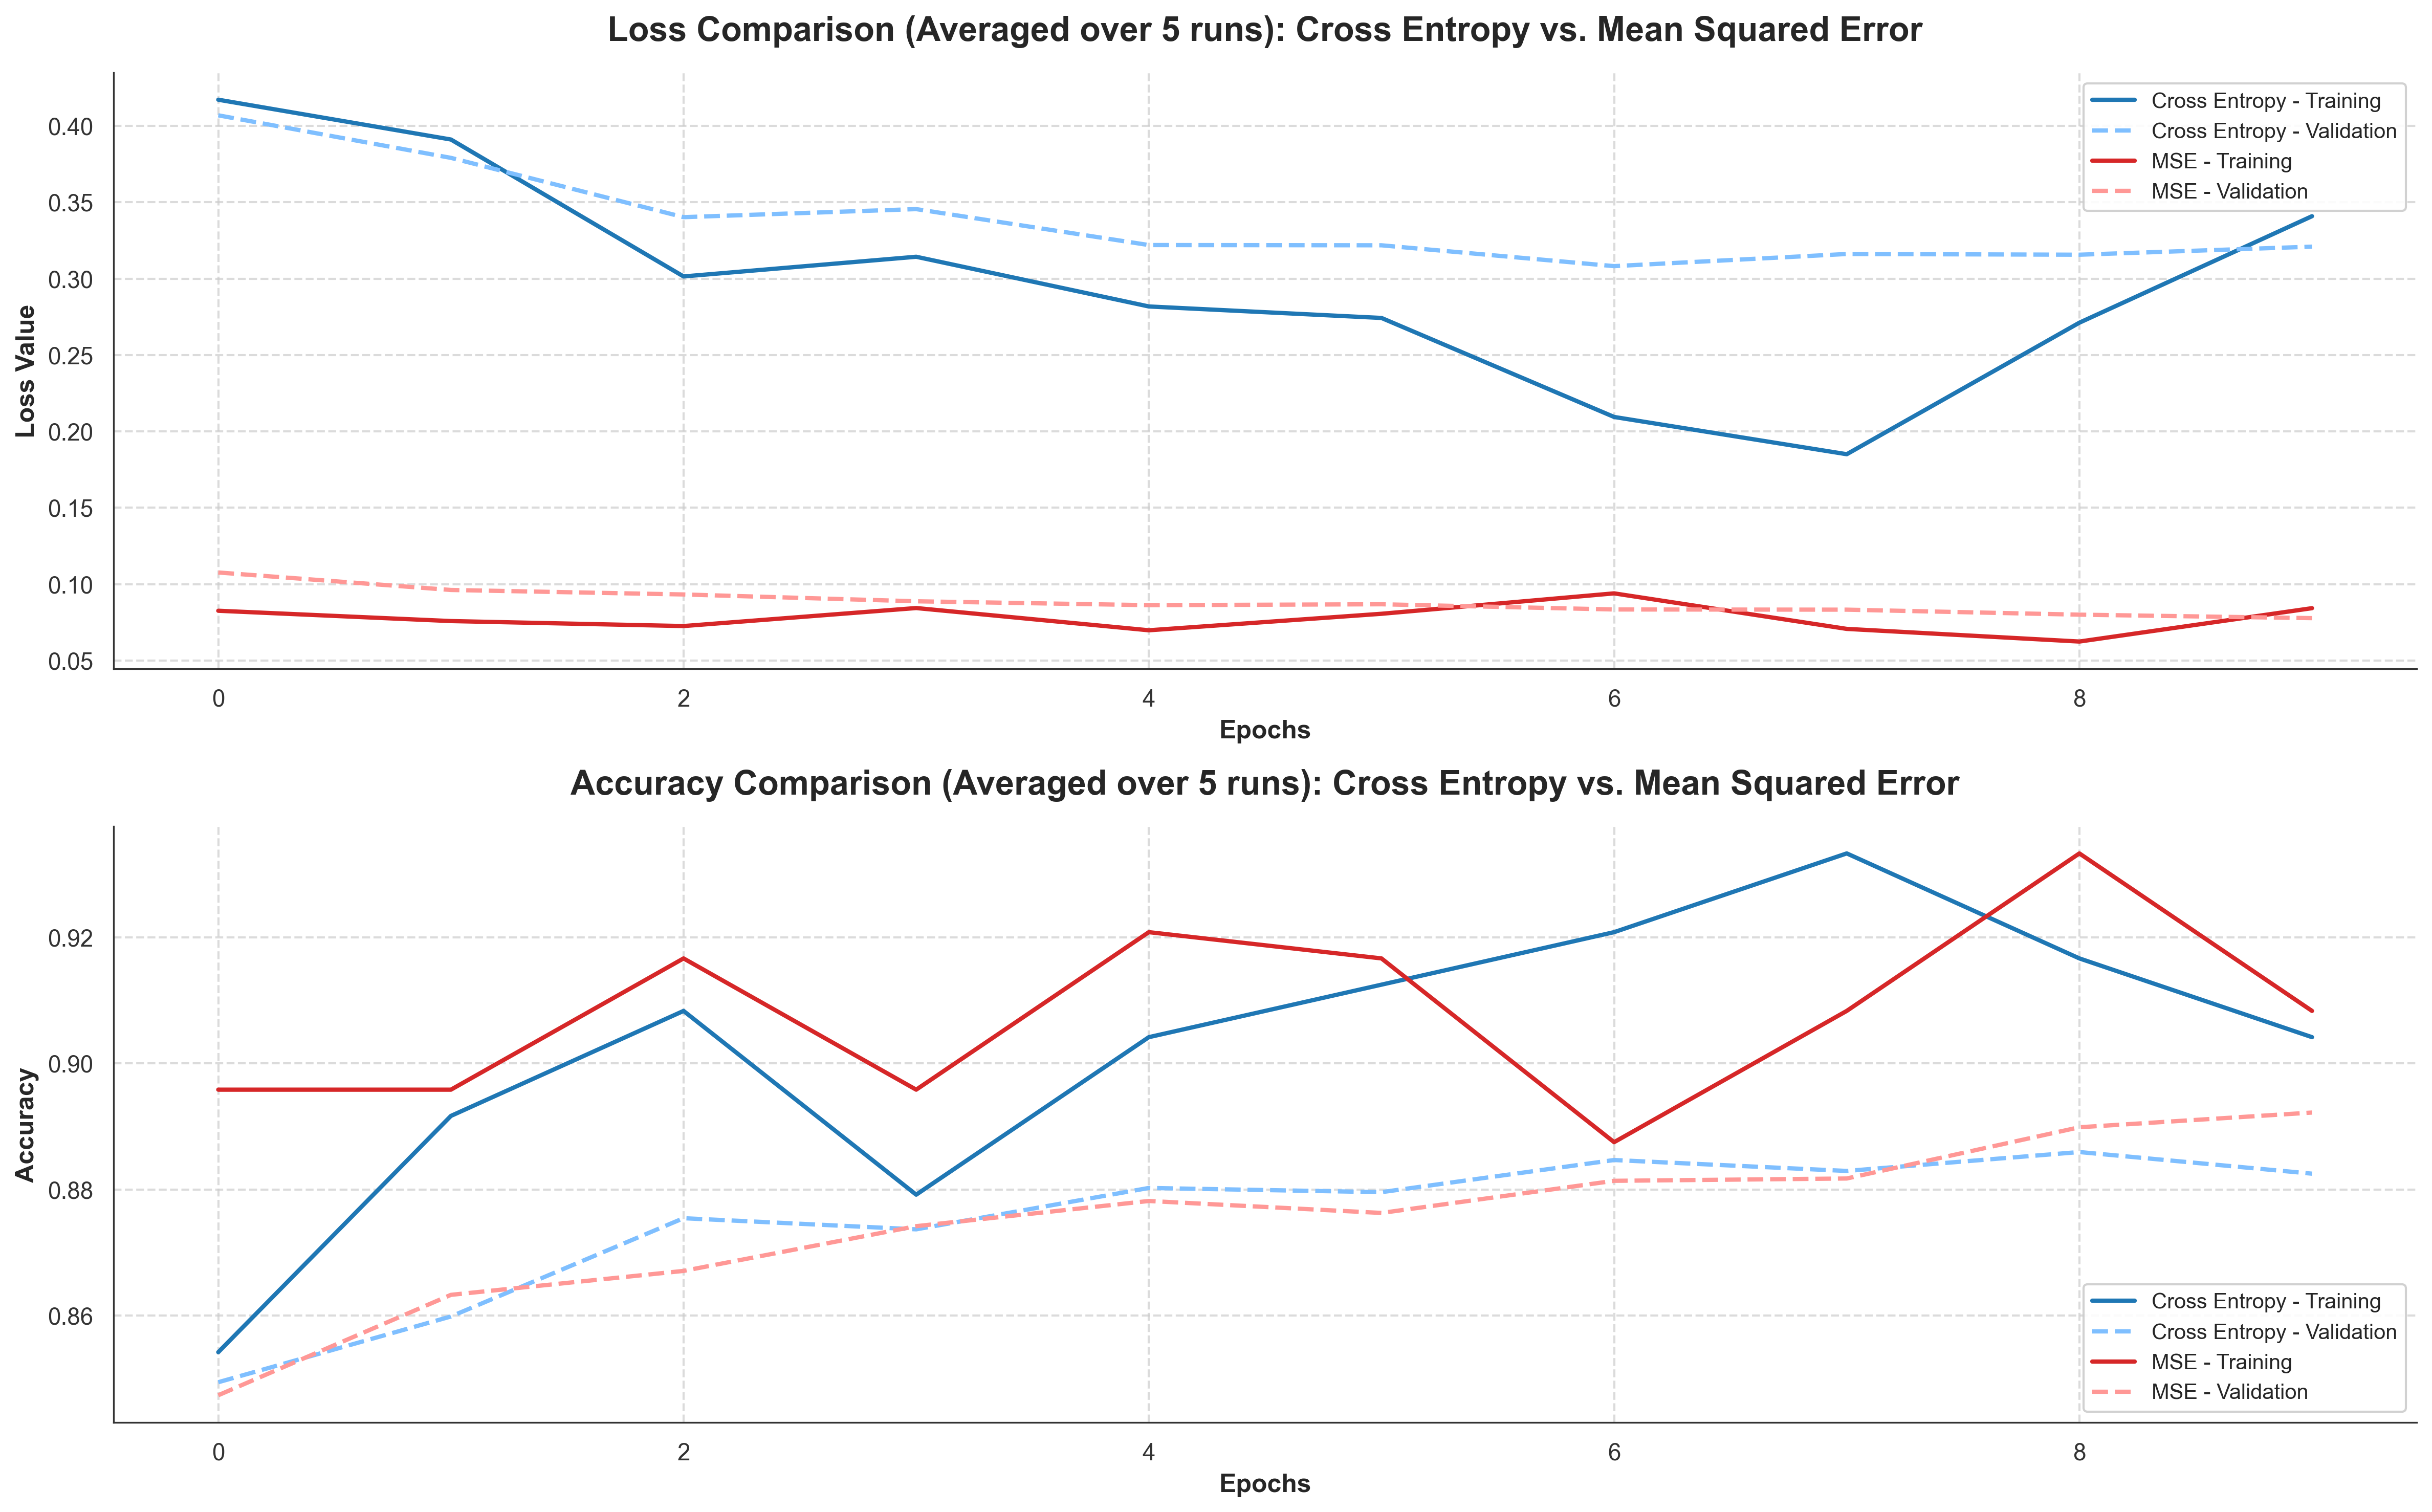 Loss Comparison (Averaged over 5 runs): Cross Entropy vs. Mean Squared Error
Cross Entropy - Training
Cross Entropy - Validation
MSE - Training
MSE - Validation
Loss Value
0.40
0.35
0.30
0.25
0.20
0.15
0.10
0.05
0 2 4 6 8
Epochs
Accuracy Comparison (Averaged over 5 runs): Cross Entropy vs. Mean Squared Error
Accuracy
0.92
0.90
0.88
0.86
Cross Entropy - Training
Cross Entropy - Validation
MSE - Training
MSE - Validation
0 2 4 6 8
Epochs